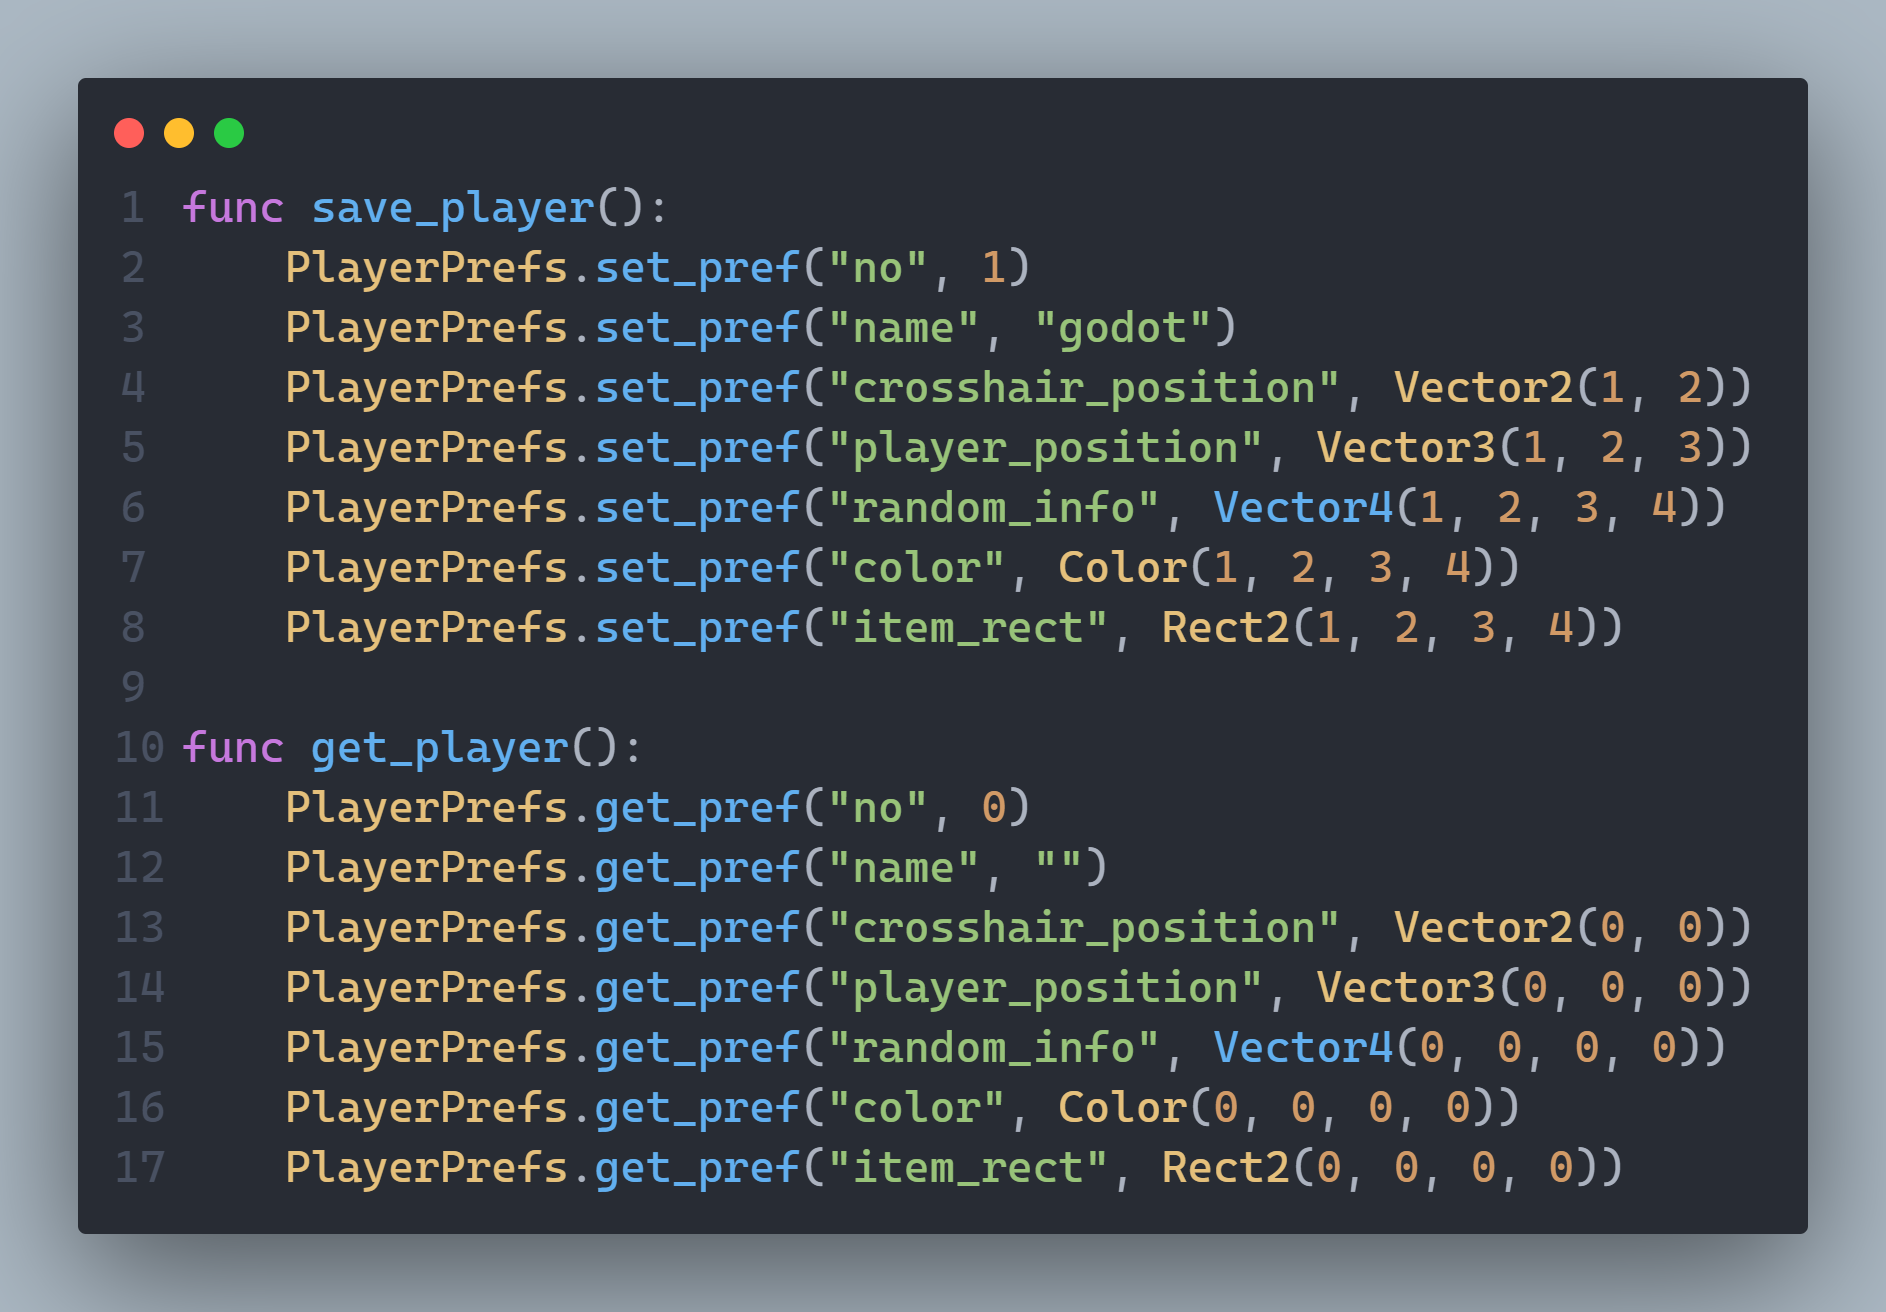 1 func save_player():
2     PlayerPrefs.set_pref("no", 1)
3     PlayerPrefs.set_pref("name", "godot")
4     PlayerPrefs.set_pref("crosshair_position", Vector2(1, 2))
5     PlayerPrefs.set_pref("player_position", Vector3(1, 2, 3))
6     PlayerPrefs.set_pref("random_info", Vector4(1, 2, 3, 4))
7     PlayerPrefs.set_pref("color", Color(1, 2, 3, 4))
8     PlayerPrefs.set_pref("item_rect", Rect2(1, 2, 3, 4))
9
10 func get_player():
11     PlayerPrefs.get_pref("no", 0)
12     PlayerPrefs.get_pref("name", "")
13     PlayerPrefs.get_pref("crosshair_position", Vector2(0, 0))
14     PlayerPrefs.get_pref("player_position", Vector3(0, 0, 0))
15     PlayerPrefs.get_pref("random_info", Vector4(0, 0, 0, 0))
16     PlayerPrefs.get_pref("color", Color(0, 0, 0, 0))
17     PlayerPrefs.get_pref("item_rect", Rect2(0, 0, 0, 0))